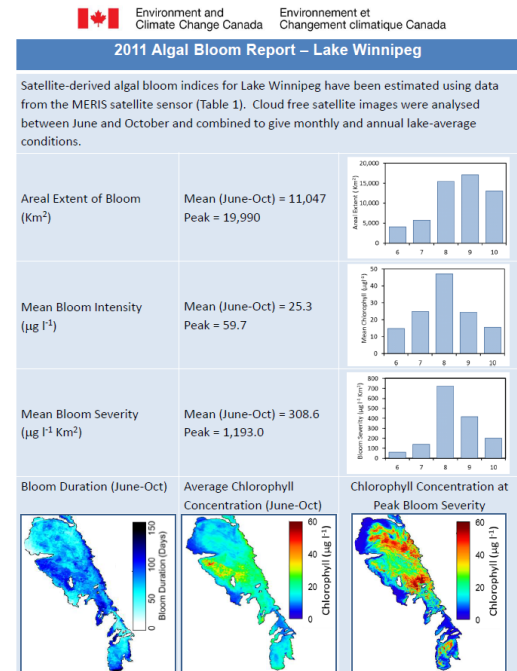 Environment and Environnement et
Climate Change Canada Changement climatique Canada
2011 Algal Bloom Report – Lake Winnipeg
Satellite-derived algal bloom indices for Lake Winnipeg have been estimated using data
from the MERIS satellite sensor (Table 1). Cloud free satellite images were analysed
between June and October and combined to give monthly and annual lake-average
conditions.
Areal Extent of Bloom
(Km²)
Mean (June-Oct) = 11,047
Peak = 19,990
Areal Extent (Km²)
20,000
15,000
10,000
5,000
0
6 7 8 9 10
Mean Bloom Intensity
(µg l⁻¹)
Mean (June-Oct) = 25.3
Peak = 59.7
Mean Chlorophyll (µg l⁻¹)
50
40
30
20
10
0
6 7 8 9 10
Mean Bloom Severity
(µg l⁻¹ Km²)
Mean (June-Oct) = 308.6
Peak = 1,193.0
Bloom Severity (µg l⁻¹ Km²)
800
700
600
500
400
300
200
100
0
6 7 8 9 10
Bloom Duration (June-Oct)
150
100
50
0
Bloom Duration (Days)
Average Chlorophyll
Concentration (June-Oct)
60
40
20
0
Chlorophyll (µg l⁻¹)
Chlorophyll Concentration at
Peak Bloom Severity
60
40
20
0
Chlorophyll (µg l⁻¹)